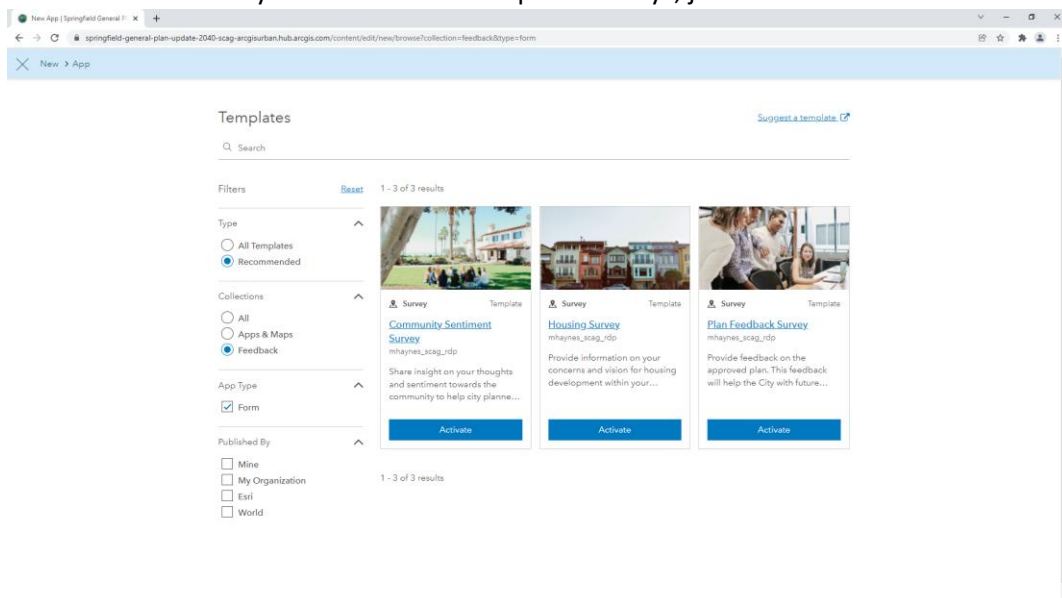 New App | Springfield General P
springfield-general-plan-update-2040-scag-arcgisurban.hub.arcgis.com/content/edit/new/browse?collection=feedback&type=form
New > App
Templates
Suggest a template
Search
Filters
Reset
1 - 3 of 3 results
Type
All Templates
Recommended
Collections
All
Apps & Maps
Feedback
App Type
Form
Published By
Mine
My Organization
Esri
World
Survey Template
Community Sentiment
Survey
mhaynes_scag_rdp
Share insight on your thoughts
and sentiment towards the
community to help city planne...
Activate
Survey Template
Housing Survey
mhaynes_scag_rdp
Provide information on your
concerns and vision for housing
development within your...
Activate
Survey Template
Plan Feedback Survey
mhaynes_scag_rdp
Provide feedback on the
approved plan. This feedback
will help the City with future...
Activate
1 - 3 of 3 results